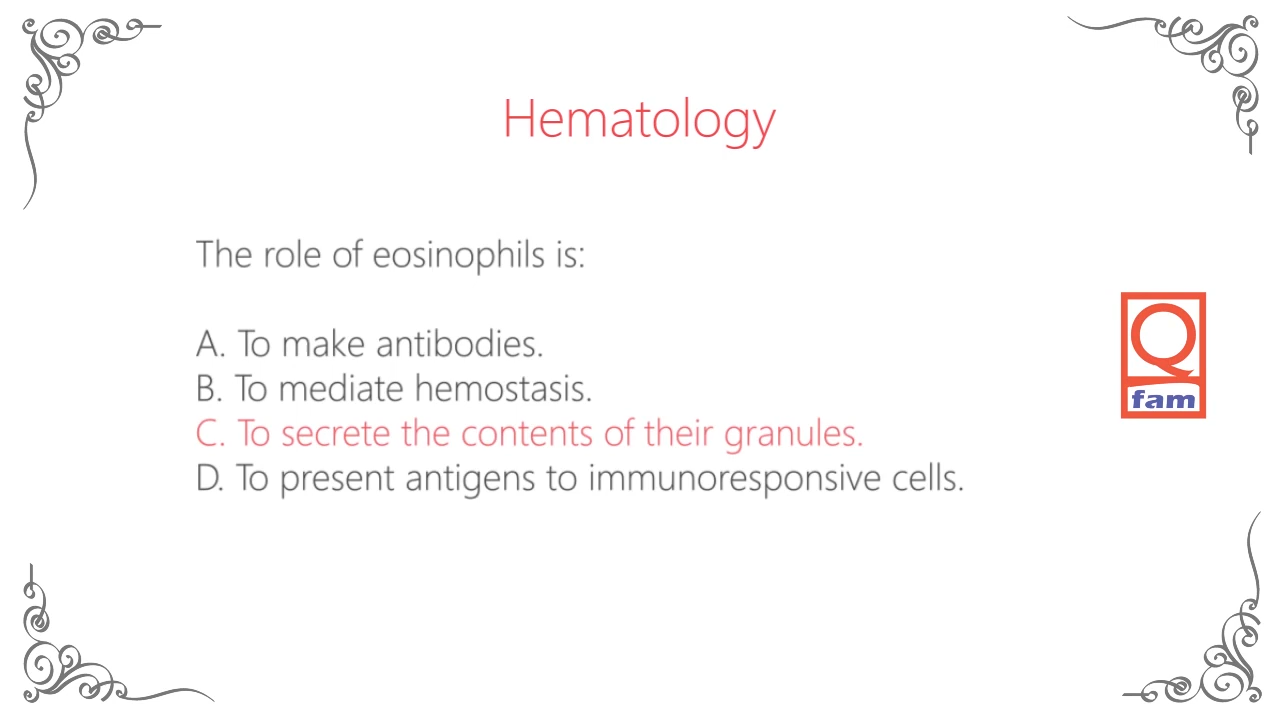 Hematology
The role of eosinophils is:
A. To make antibodies.
B. To mediate hemostasis.
C. To secrete the contents of their granules.
D. To present antigens to immunoresponsive cells.
Q
fam